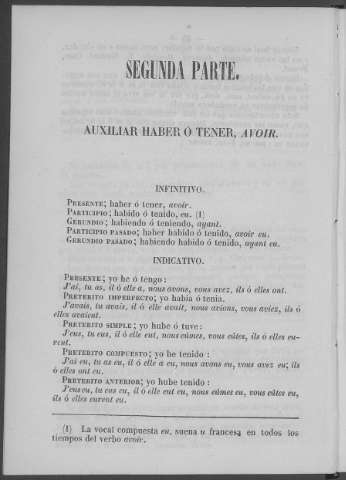 SEGUNDA PARTE.
AUXILIAR HABER Ó TENER, AVOIR.
INFINITIVO.
PRESENTE; haber ó tener, avoir.
PARTICIPIO; habido ó tenido, eu. (1)
GERUNDIO; habiendo ó teniendo, ayant.
PARTICIPIO PASADO; haber habido ó tenido, avoir eu.
GERUNDIO PASADO; habiendo habido ó tenido, ayant eu.
INDICATIVO.
PRESENTE; yo he ó tengo:
J'ai, tu as, il ó elle a, nous avons, vous avez, ils ó elles ont.
PRETERITO IMPERFECTO; yo habia ó tenia.
J'avais, tu avais, il ó elle avait, nous avions, vous aviez, ils ó
elles avaient.
PRETERITO SIMPLE; yo hube ó tuve:
J'eus, tu eus, il ó elle eut, nous eúmes, vous eútes, ils ó elles eu-
rent.
PRETERITO COMPUESTO; yo he tenido:
J'ai eu, tu as eu, il ó elle a eu, nous avons eu, vous avez eu, ils
ó elles ont eu.
PRETERITO ANTERIOR; yo hube tenido:
J'eus eu, tu eus eu, il ó elle eut eu, nous eúmes eu, vous eútes eu,
ils ó elles eurent eu.
(1) La vocal compuesta eu, suena u francesa en todos los
tiempos del verbo avoir.